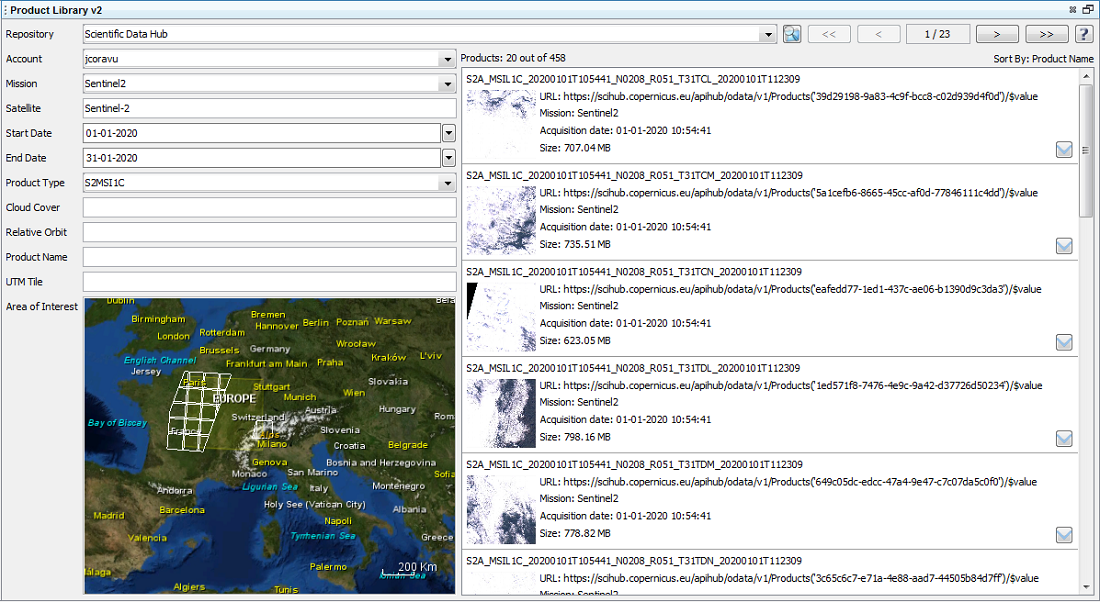 Product Library v2
Repository
Scientific Data Hub
<<
<
1 / 23
>
>>
?
Account
jcoravu
Mission
Sentinel2
Satellite
Sentinel-2
Start Date
01-01-2020
End Date
31-01-2020
Product Type
S2MSI1C
Cloud Cover
Relative Orbit
Product Name
UTM Tile
Area of Interest
Dublin
Birmingham
London
English Channel
Jersey
Bremen
Hannover
Berlin
Poznań
Warsaw
Rotterdam
Brussels
Germany
Wrocław
Frankfurt am Main
Praha
Kraków
L'viv
Paris
Stuttgart
Munich
Wien
Slovakia
EUROPE
Switzerland
Austria
Hungary
Bay of Biscay
France
Alps
Milano
Slovenia
Croatia
Belgrade
Genova
Bosnia and Herzegovina
Monaco
San Marino
Sofia
Andorra
Ligurian Sea
Italy
Montenegro
Barcelona
Holy See (Vatican City)
Albania
Madrid
Napoli
Valencia
Tyrrhenian Sea
Greece
Palermo
200 Km
Ionian Sea
Algiers
Tunis
Products: 20 out of 458
Sort By: Product Name
S2A_MSIL1C_20200101T105441_N0208_R051_T31TCL_20200101T112309
URL: https://scihub.copernicus.eu/apihub/odata/v1/Products('39d29198-9a83-4c9f-bcc8-c02d939d4f0d')/$value
Mission: Sentinel2
Acquisition date: 01-01-2020 10:54:41
Size: 707.04 MB
S2A_MSIL1C_20200101T105441_N0208_R051_T31TCM_20200101T112309
URL: https://scihub.copernicus.eu/apihub/odata/v1/Products('5a1cefb6-8665-45cc-af0d-77846111c4dd')/$value
Mission: Sentinel2
Acquisition date: 01-01-2020 10:54:41
Size: 735.51 MB
S2A_MSIL1C_20200101T105441_N0208_R051_T31TCN_20200101T112309
URL: https://scihub.copernicus.eu/apihub/odata/v1/Products('eafedd77-1ed1-437c-ae06-b1390d9c3da3')/$value
Mission: Sentinel2
Acquisition date: 01-01-2020 10:54:41
Size: 623.05 MB
S2A_MSIL1C_20200101T105441_N0208_R051_T31TDL_20200101T112309
URL: https://scihub.copernicus.eu/apihub/odata/v1/Products('1ed571f8-7476-4e9c-9a42-d37726d50234')/$value
Mission: Sentinel2
Acquisition date: 01-01-2020 10:54:41
Size: 798.16 MB
S2A_MSIL1C_20200101T105441_N0208_R051_T31TDM_20200101T112309
URL: https://scihub.copernicus.eu/apihub/odata/v1/Products('649c05dc-edcc-47a4-9e47-c7c07da5c0f0')/$value
Mission: Sentinel2
Acquisition date: 01-01-2020 10:54:41
Size: 778.82 MB
S2A_MSIL1C_20200101T105441_N0208_R051_T31TDN_20200101T112309
URL: https://scihub.copernicus.eu/apihub/odata/v1/Products('3c65c6c7-e71a-4e88-aad7-44505b84d7ff')/$value